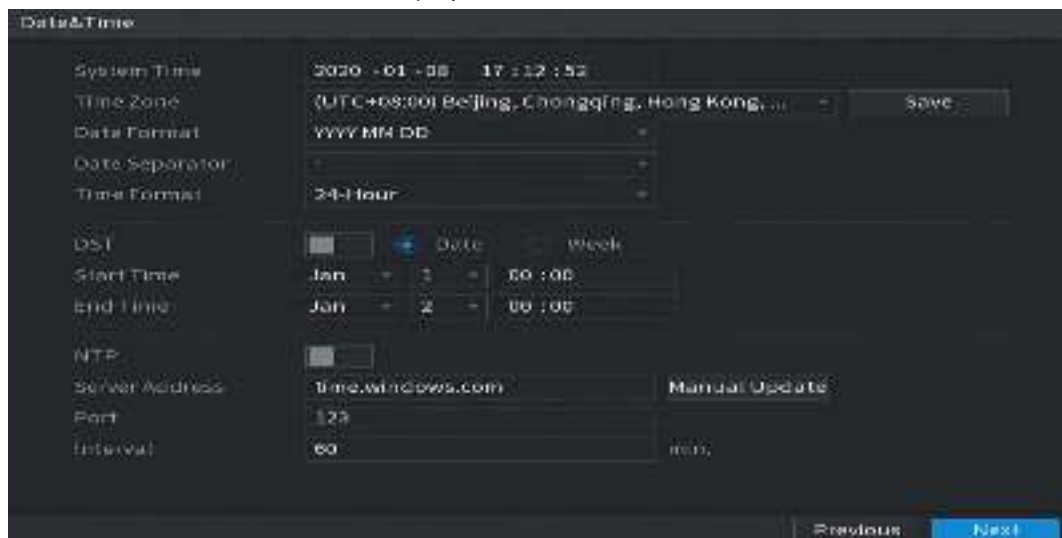 Date&Time
System Time 2020 - 01 - 08 17 : 12 : 52
Time Zone (UTC+08:00) Beijing, Chongqing, Hong Kong, ... Save
Date Format YYYY MM DD
Date Separator -
Time Format 24-Hour
DST Date Week
Start Time Jan 1 00 : 00
End Time Jan 2 00 : 00
NTP
Server Address time.windows.com Manual Update
Port 123
Interval 60 min.
Previous Next